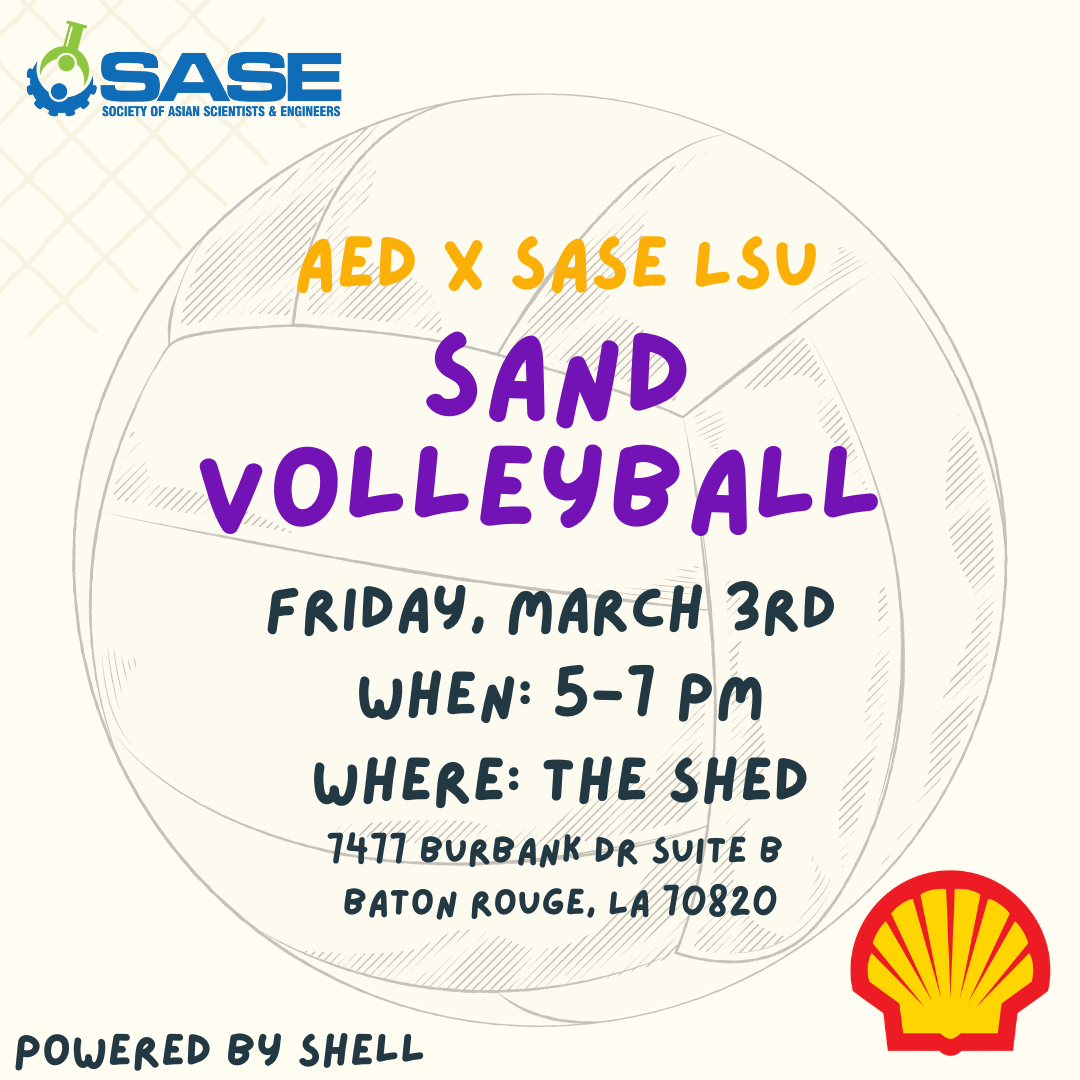 SASE
SOCIETY OF ASIAN SCIENTISTS & ENGINEERS
AED X SASE LSU
SAND
VOLLEYBALL
FRIDAY, MARCH 3RD
WHEN: 5-7 PM
WHERE: THE SHED
7477 BURBANK DR SUITE B
BATON ROUGE, LA 70820
POWERED BY SHELL